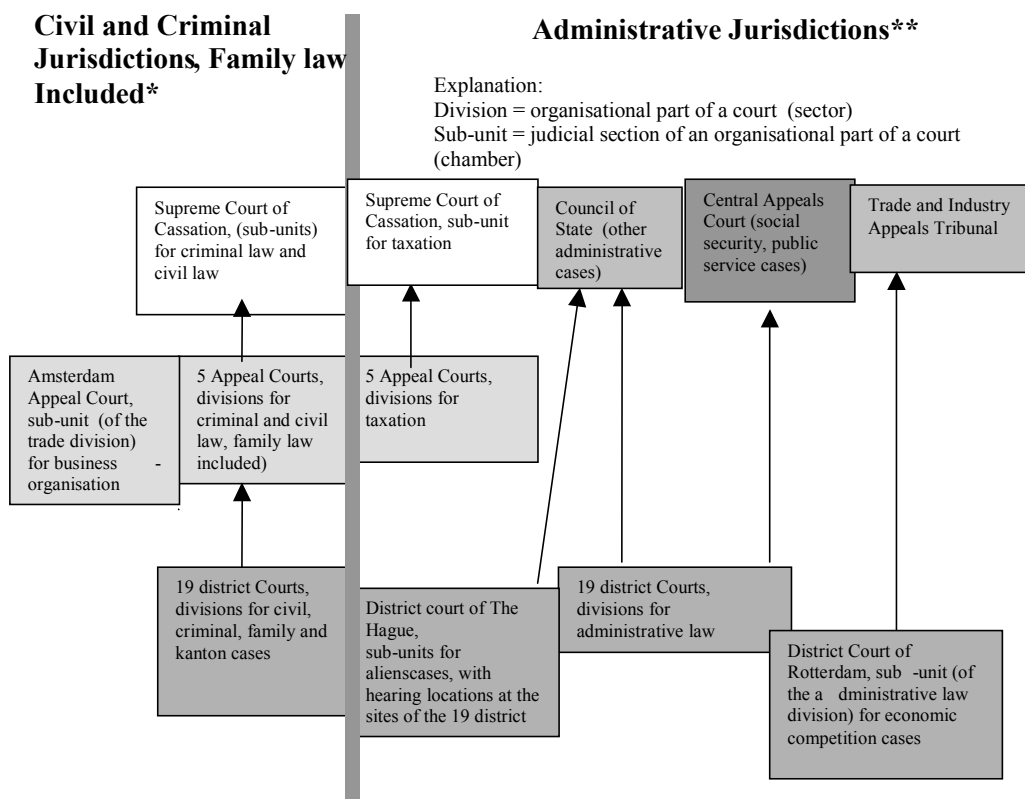 Civil and Criminal
Jurisdictions, Family law
Included*
Administrative Jurisdictions**
Explanation:
Division = organisational part of a court (sector)
Sub-unit = judicial section of an organisational part of a court
(chamber)
Supreme Court of
Cassation, (sub-units)
for criminal law and
civil law
Supreme Court of
Cassation, sub-unit
for taxation
Council of
State (other
administrative
cases)
Central Appeals
Court (social
security, public
service cases)
Trade and Industry
Appeals Tribunal
Amsterdam
Appeal Court,
sub-unit (of the
trade division)
for business -
organisation
5 Appeal Courts,
divisions for
criminal and civil
law, family law
included)
5 Appeal Courts,
divisions for
taxation
19 district Courts,
divisions for civil,
criminal, family and
kanton cases
District court of The
Hague,
sub-units for
alienscases, with
hearing locations at the
sites of the 19 district
19 district Courts,
divisions for
administrative law
District Court of
Rotterdam, sub -unit (of
the a dministrative law
division) for economic
competition cases